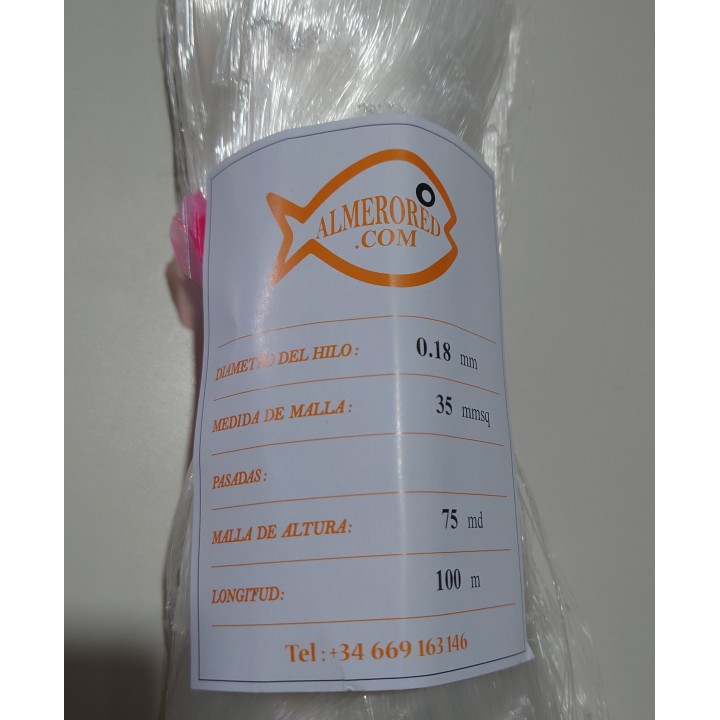 ALMERORED
.COM
DIAMETRO DEL HILO: 0.18 mm
MEDIDA DE MALLA: 35 mmsq
PASADAS:
MALLA DE ALTURA: 75 md
LONGITUD: 100 m
Tel : +34 669 163 146